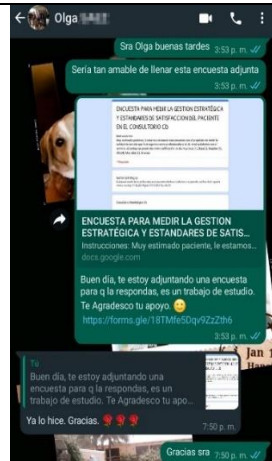 Olga
Sra Olga buenas tardes 3:53 p. m.
Sería tan amable de llenar esta encuesta adjunta
3:53 p. m.
ENCUESTA PARA MEDIR LA GESTIÓN ESTRATÉGICA
Y ESTANDARES DE SATISFACCION DEL PACIENTE
EN EL CONSULTORIO
ENCUESTA PARA MEDIR LA GESTION
ESTRATÉGICA Y ESTANDARES DE SATIS...
Instrucciones: Muy estimado paciente, le estamos...
docs.google.com
Buen día, te estoy adjuntando una encuesta
para q la respondas, es un trabajo de estudio.
Te Agradesco tu apoyo. 😊
https://forms.gle/18TMfe5Dqv9ZzZth6
3:53 p. m.
Jan
Tú
Buen día, te estoy adjuntando una
encuesta para q la respondas, es un
trabajo de estudio. Te Agradesco tu apo...
Ya lo hice. Gracias. 🌹🌹🌹 7:50 p. m.
Gracias sra 7:50 p. m.